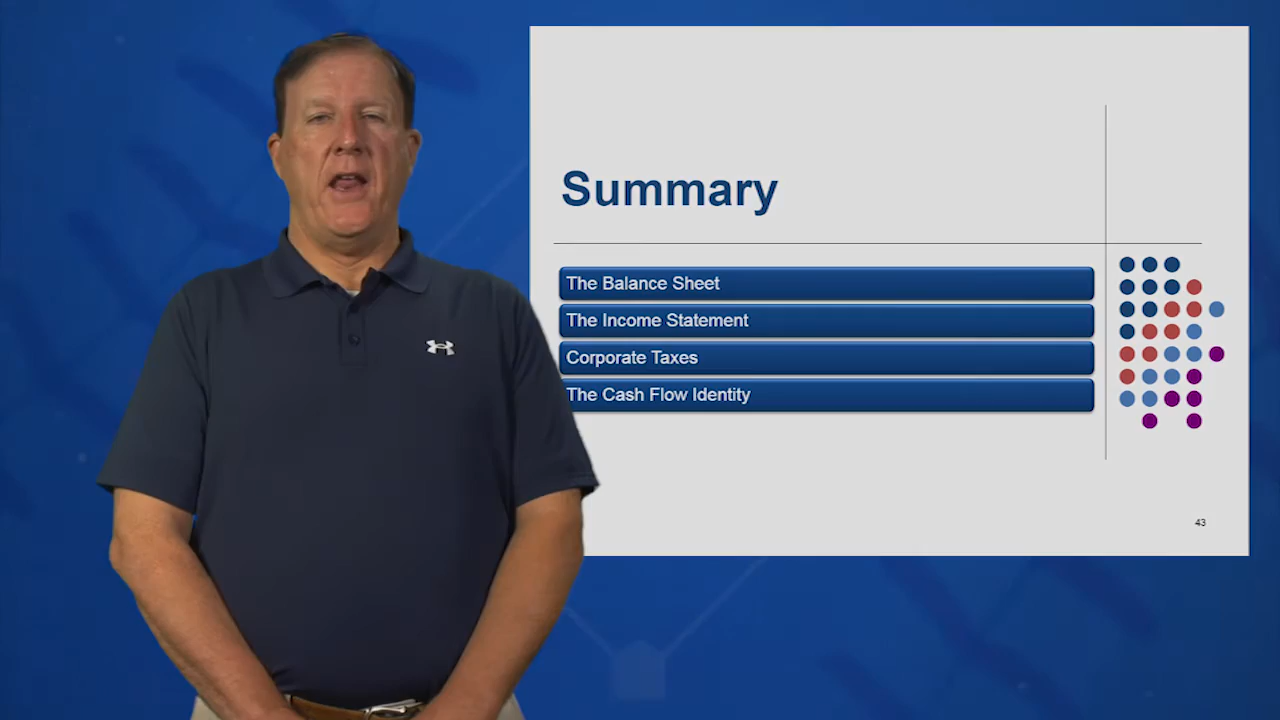 Summary
The Balance Sheet
The Income Statement
Corporate Taxes
The Cash Flow Identity
43